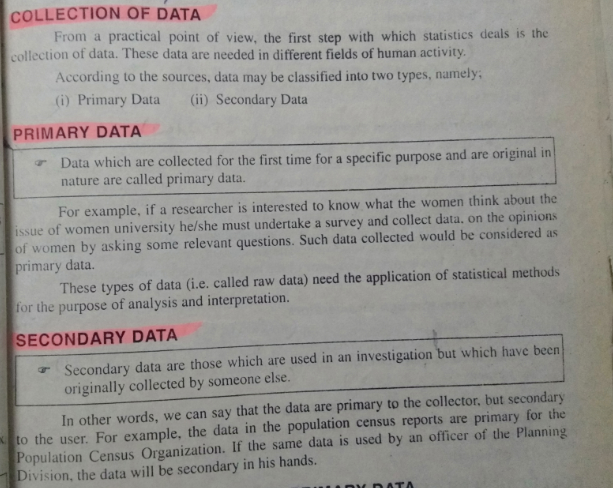 COLLECTION OF DATA
From a practical point of view, the first step with which statistics deals is the
collection of data. These data are needed in different fields of human activity.
According to the sources, data may be classified into two types, namely;
(i) Primary Data (ii) Secondary Data
PRIMARY DATA
☞ Data which are collected for the first time for a specific purpose and are original in
nature are called primary data.
For example, if a researcher is interested to know what the women think about the
issue of women university he/she must undertake a survey and collect data, on the opinions
of women by asking some relevant questions. Such data collected would be considered as
primary data.
These types of data (i.e. called raw data) need the application of statistical methods
for the purpose of analysis and interpretation.
SECONDARY DATA
☞ Secondary data are those which are used in an investigation but which have been
originally collected by someone else.
In other words, we can say that the data are primary to the collector, but secondary
to the user. For example, the data in the population census reports are primary for the
Population Census Organization. If the same data is used by an officer of the Planning
Division, the data will be secondary in his hands.
DATA